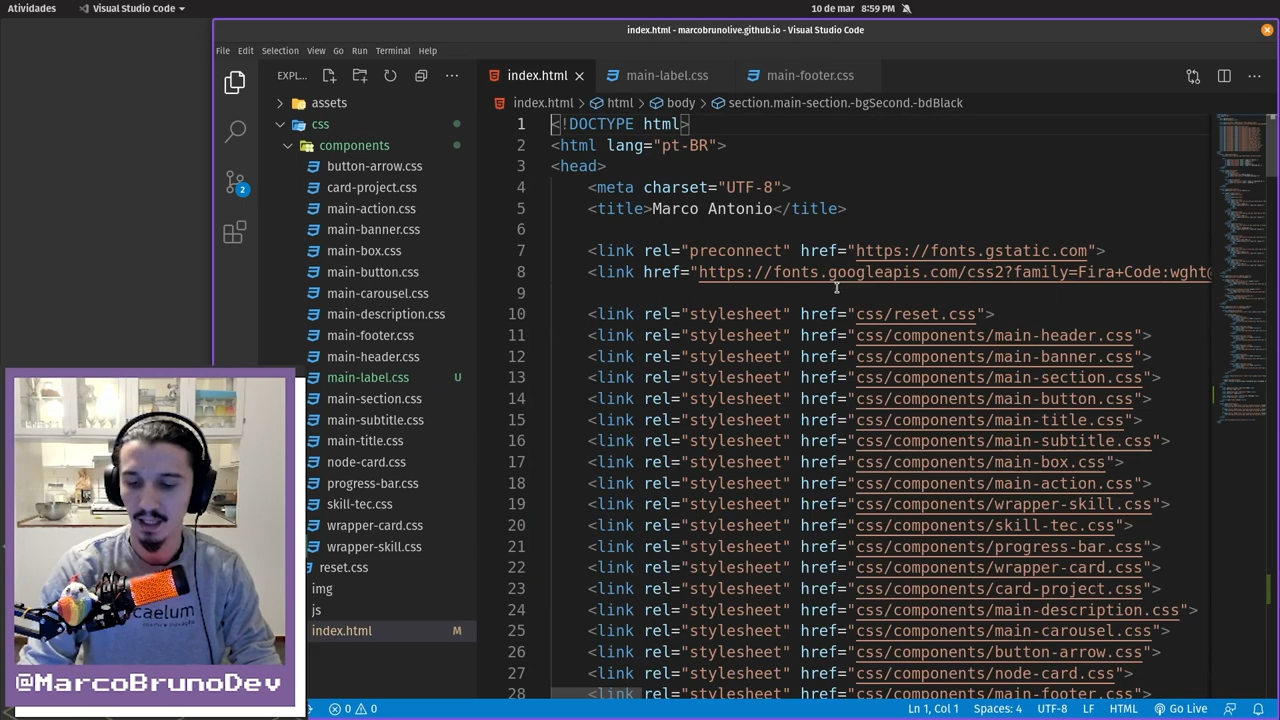 Atividades
Visual Studio Code
10 de mar 8:59 PM
index.html - marcobrunolive.github.io - Visual Studio Code
File Edit Selection View Go Run Terminal Help
EXPL...
index.html
main-label.css
main-footer.css
index.html > html > body > section.main-section.-bgSecond.-bdBlack
assets
css
components
button-arrow.css
card-project.css
main-action.css
main-banner.css
main-box.css
main-button.css
main-carousel.css
main-description.css
main-footer.css
main-header.css
main-label.css U
main-section.css
main-subtitle.css
main-title.css
node-card.css
progress-bar.css
skill-tec.css
wrapper-card.css
wrapper-skill.css
reset.css
img
js
index.html M
2
1 <!DOCTYPE html>
2 <html lang="pt-BR">
3 <head>
4 <meta charset="UTF-8">
5 <title>Marco Antonio</title>
6
7 <link rel="preconnect" href="https://fonts.gstatic.com">
8 <link href="https://fonts.googleapis.com/css2?family=Fira+Code:wght@
9
10 <link rel="stylesheet" href="css/reset.css">
11 <link rel="stylesheet" href="css/components/main-header.css">
12 <link rel="stylesheet" href="css/components/main-banner.css">
13 <link rel="stylesheet" href="css/components/main-section.css">
14 <link rel="stylesheet" href="css/components/main-button.css">
15 <link rel="stylesheet" href="css/components/main-title.css">
16 <link rel="stylesheet" href="css/components/main-subtitle.css">
17 <link rel="stylesheet" href="css/components/main-box.css">
18 <link rel="stylesheet" href="css/components/main-action.css">
19 <link rel="stylesheet" href="css/components/wrapper-skill.css">
20 <link rel="stylesheet" href="css/components/skill-tec.css">
21 <link rel="stylesheet" href="css/components/progress-bar.css">
22 <link rel="stylesheet" href="css/components/wrapper-card.css">
23 <link rel="stylesheet" href="css/components/card-project.css">
24 <link rel="stylesheet" href="css/components/main-description.css">
25 <link rel="stylesheet" href="css/components/main-carousel.css">
26 <link rel="stylesheet" href="css/components/button-arrow.css">
27 <link rel="stylesheet" href="css/components/node-card.css">
28 <link rel="stylesheet" href="css/components/main-footer.css">
caelum
@MarcoBrunoDev
0 0
Ln 1, Col 1 Spaces: 4 UTF-8 LF HTML Go Live